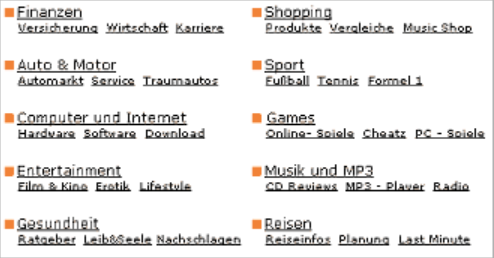 Finanzen
Versicherung Wirtschaft Karriere
Auto & Motor
Automarkt Service Traumautos
Computer und Internet
Hardware Software Download
Entertainment
Film & Kino Erotik Lifestyle
Gesundheit
Ratgeber Leib&Seele Nachschlagen
Shopping
Produkte Vergleiche Music Shop
Sport
Fußball Tennis Formel 1
Games
Online- Spiele Cheatz PC - Spiele
Musik und MP3
CD Reviews MP3 - Player Radio
Reisen
Reiseinfos Planung Last Minute